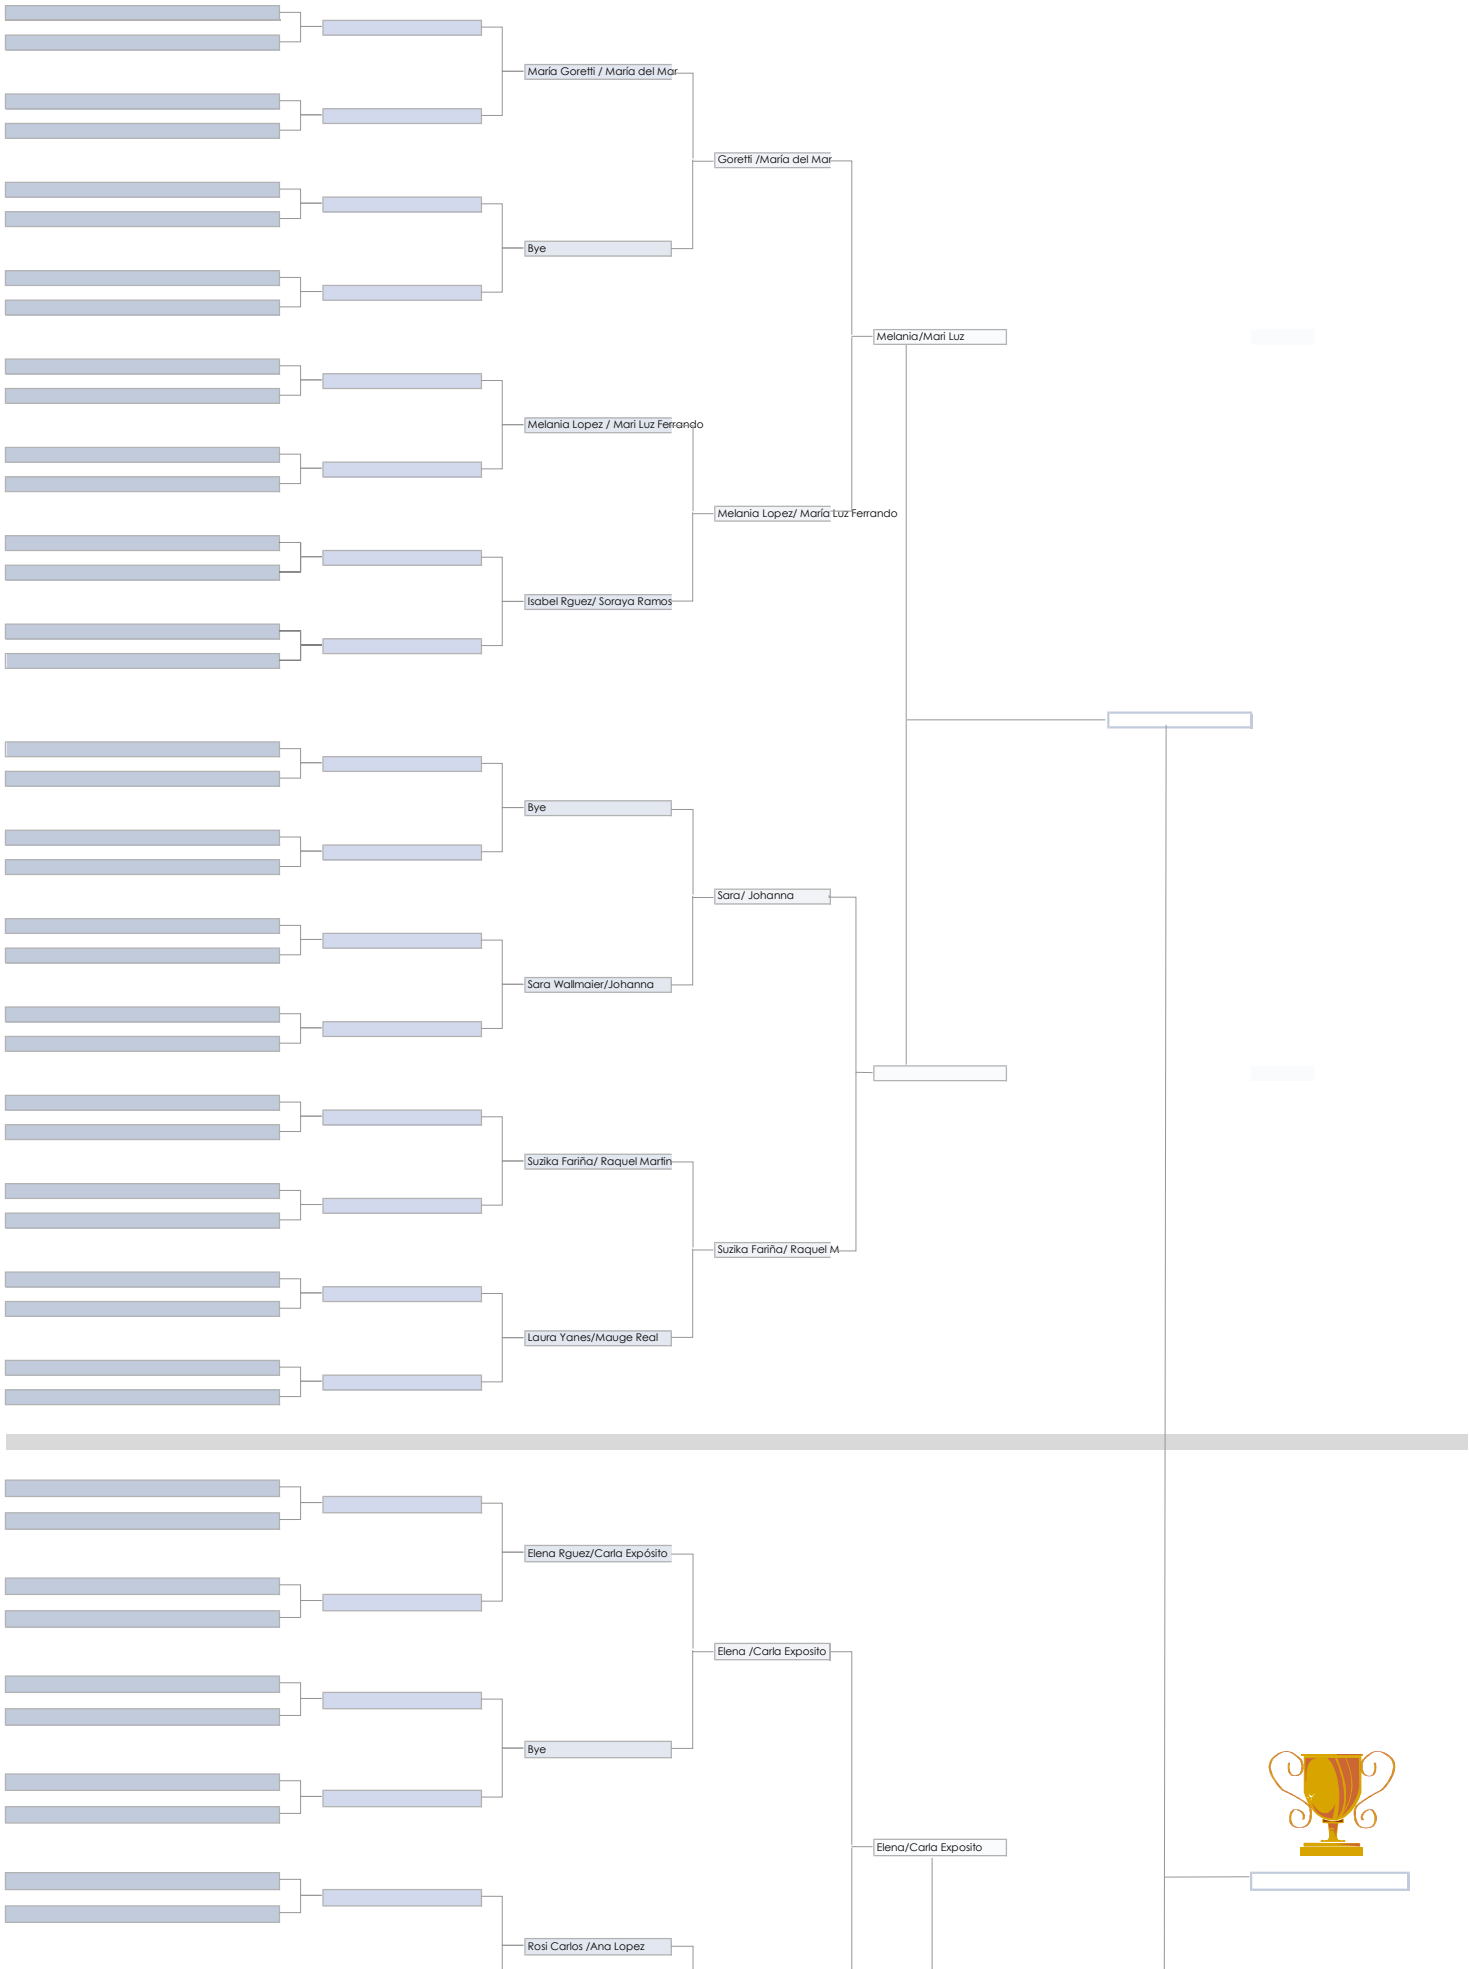 María Goretti / María del Mar
Goretti /María del Mar
Bye
Melania/Mari Luz
Melania Lopez / Mari Luz Ferrando
Melania Lopez/ María Luz Ferrando
Isabel Rguez/ Soraya Ramos
Bye
Sara/ Johanna
Sara Wallmaier/Johanna
Suzika Fariña/ Raquel Martin
Suzika Fariña/ Raquel M
Laura Yanes/Mauge Real
Elena Rguez/Carla Expósito
Elena /Carla Exposito
Bye
Elena/Carla Exposito
Rosi Carlos /Ana Lopez